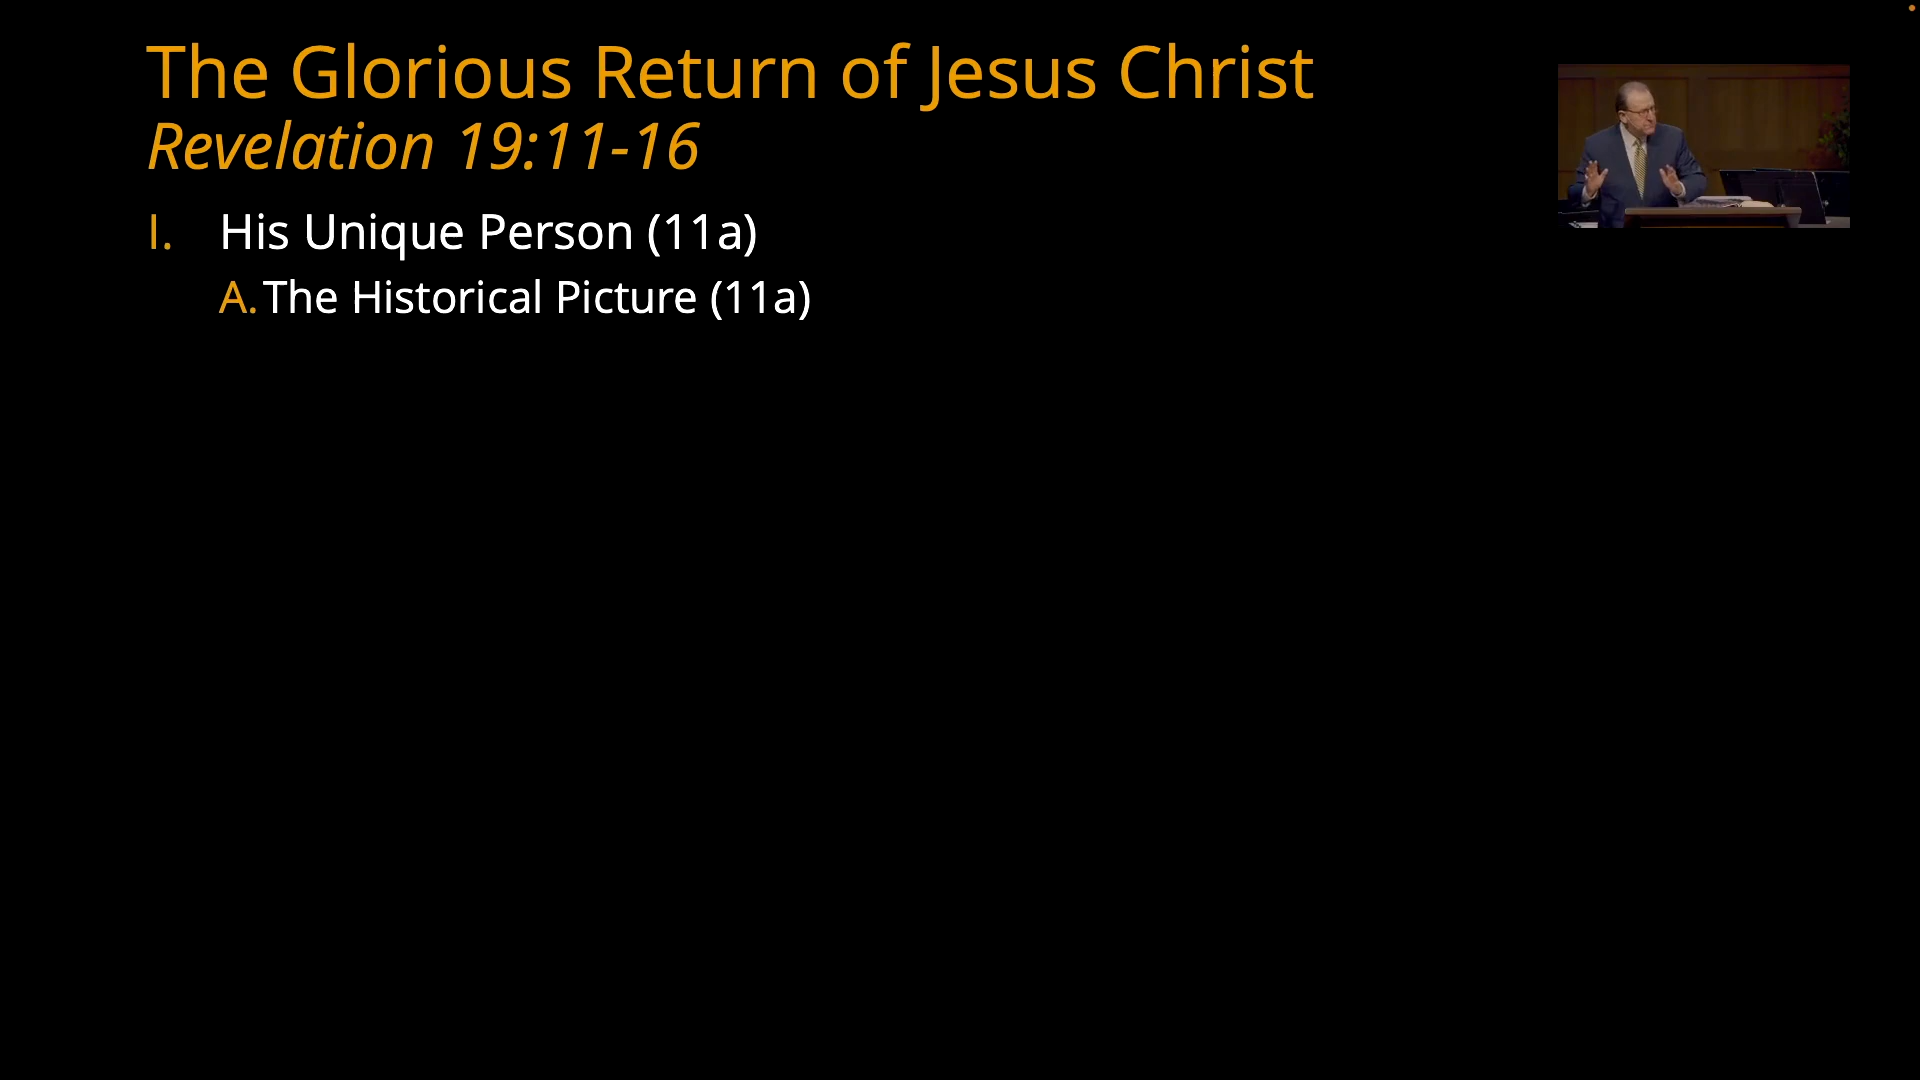 The Glorious Return of Jesus Christ
Revelation 19:11-16
I. His Unique Person (11a)
A. The Historical Picture (11a)